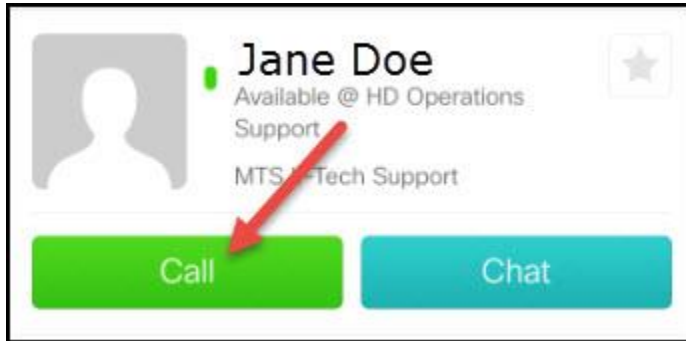 Jane Doe
Available @ HD Operations
Support
MTS Tech Support
Call
Chat